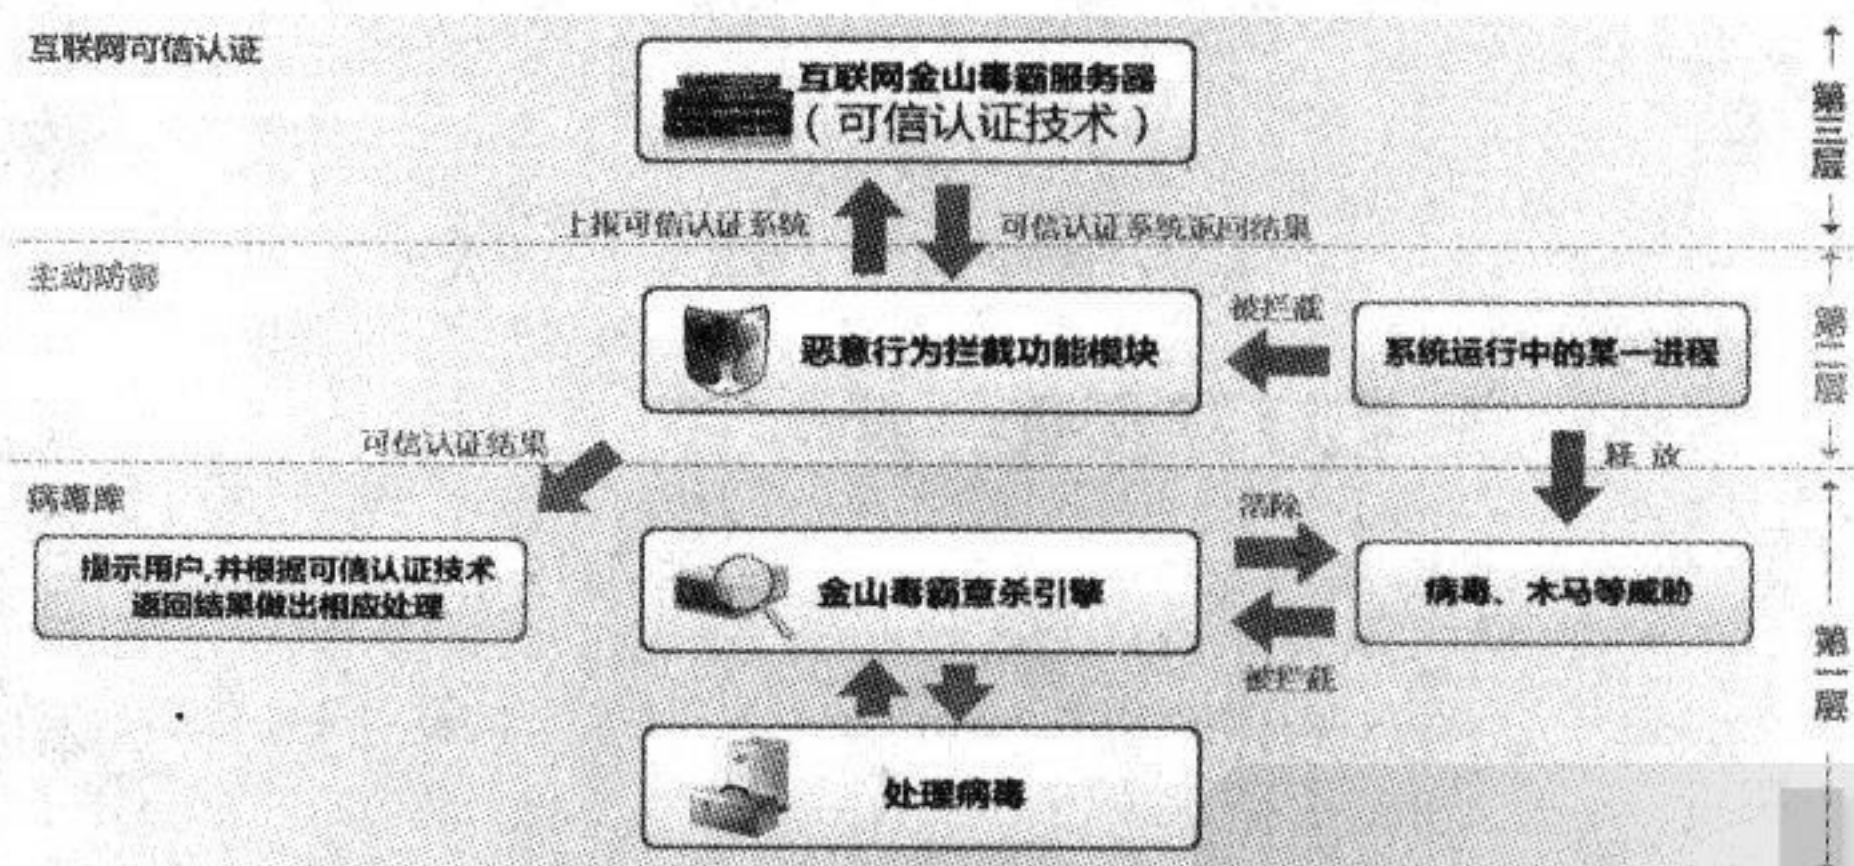 互联网可信认证
互联网金山毒霸服务器
（可信认证技术）
第三层
上报可信认证系统
可信认证系统返回结果
主动防御
恶意行为拦截功能模块
被拦截
系统运行中的某一进程
第二层
可信认证结果
释放
病毒库
提示用户,并根据可信认证技术
返回结果做出相应处理
金山毒霸查杀引擎
清除
被拦截
病毒、木马等威胁
第一层
处理病毒